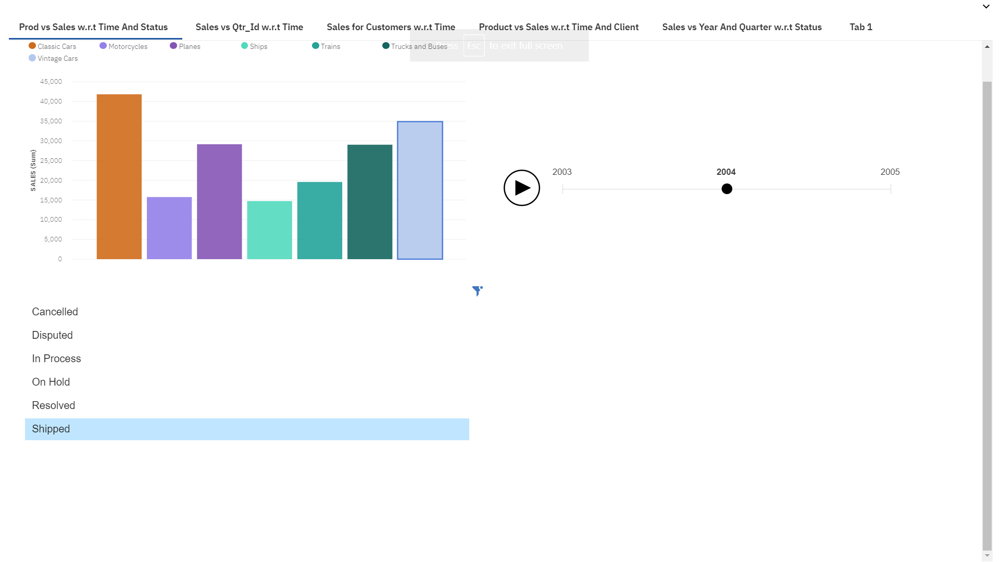 Prod vs Sales w.r.t Time And Status Sales vs Qtr_Id w.r.t Time Sales for Customers w.r.t Time Product vs Sales w.r.t Time And Client Sales vs Year And Quarter w.r.t Status Tab 1
Press Esc to exit full screen
Classic Cars Motorcycles Planes Ships Trains Trucks and Buses
Vintage Cars
45,000
40,000
35,000
30,000
25,000
20,000
15,000
10,000
5,000
0
SALES (Sum)
2003 2004 2005
Cancelled
Disputed
In Process
On Hold
Resolved
Shipped